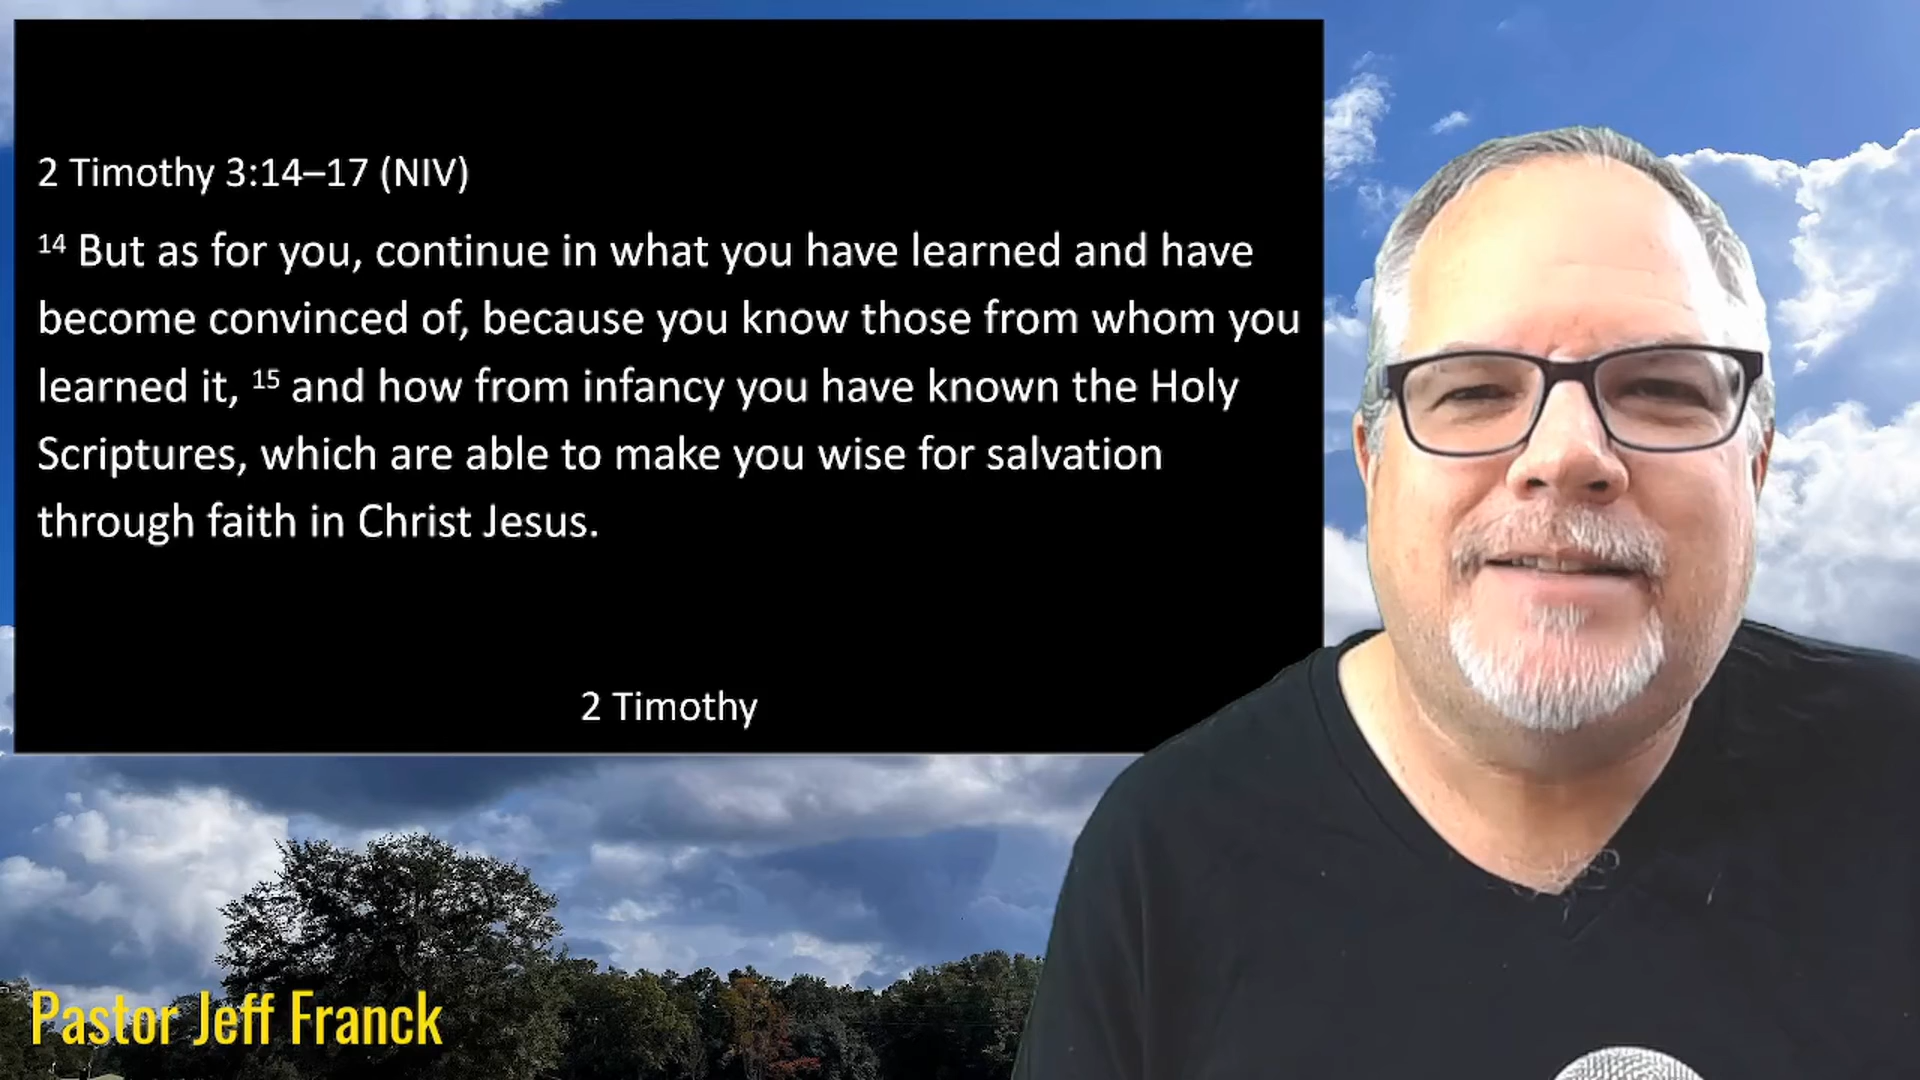 2 Timothy 3:14–17 (NIV)
14 But as for you, continue in what you have learned and have
become convinced of, because you know those from whom you
learned it, 15 and how from infancy you have known the Holy
Scriptures, which are able to make you wise for salvation
through faith in Christ Jesus.
2 Timothy
Pastor Jeff Franck